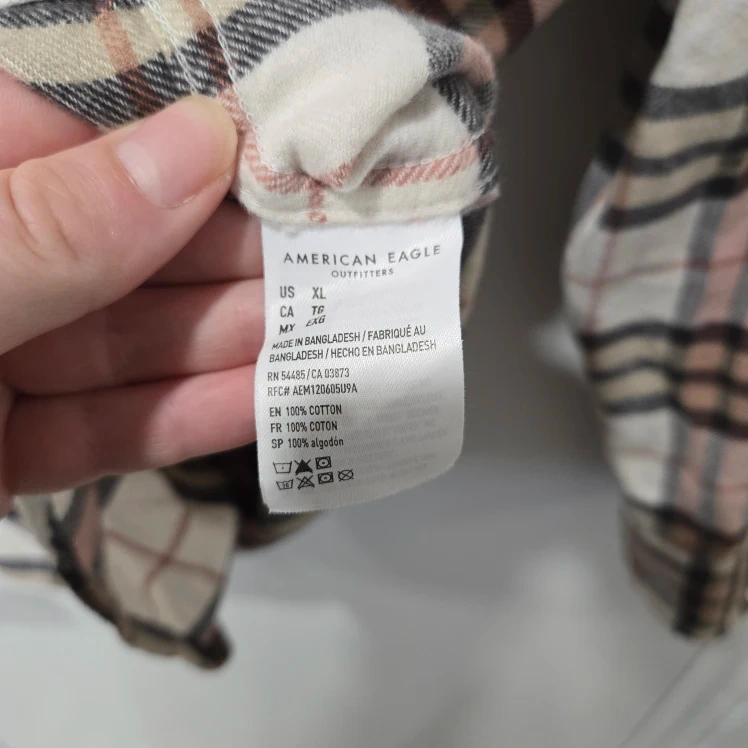 AMERICAN EAGLE
OUTFITTERS
US XL
CA TG
MX EXG
MADE IN BANGLADESH / FABRIQUÉ AU
BANGLADESH / HECHO EN BANGLADESH
RN 54485 / CA 03873
RFC# AEM120605U9A
EN 100% COTTON
FR 100% COTON
SP 100% algodón